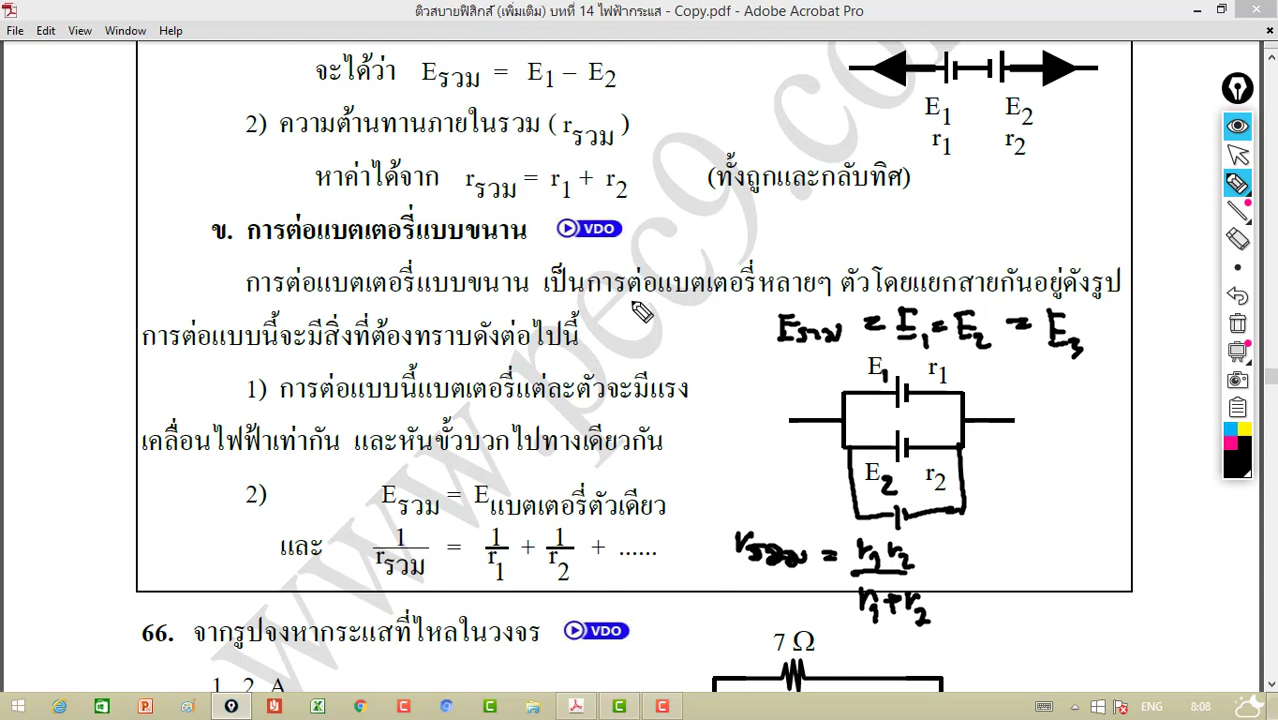 ติวสบายฟิสิกส์ (เพิ่มเติม) บทที่ 14 ไฟฟ้ากระแส - Copy.pdf - Adobe Acrobat Pro
File Edit View Window Help
จะได้ว่า Eรวม = E1 – E2
E1 E2
r1 r2
2) ความต้านทานภายในรวม ( rรวม )
หาค่าได้จาก rรวม = r1 + r2 (ทั้งถูกและกลับทิศ)
ข. การต่อแบตเตอรี่แบบขนาน VDO
การต่อแบตเตอรี่แบบขนาน เป็นการต่อแบตเตอรี่หลายๆ ตัวโดยแยกสายกันอยู่ดังรูป
การต่อแบบนี้จะมีสิ่งที่ต้องทราบดังต่อไปนี้
Eรวม = E1 = E2 = E3
E1 r1
1) การต่อแบบนี้แบตเตอรี่แต่ละตัวจะมีแรง
เคลื่อนไฟฟ้าเท่ากัน และหันขั้วบวกไปทางเดียวกัน
E2 r2
2) Eรวม = Eแบตเตอรี่ตัวเดียว
และ 1/rรวม = 1/r1 + 1/r2 + ......
rรวม = r1 r2 / r1 + r2
66. จากรูปจงหากระแสที่ไหลในวงจร VDO
7 Ω
1. 2 A
www.pec9.com
ENG 8:08